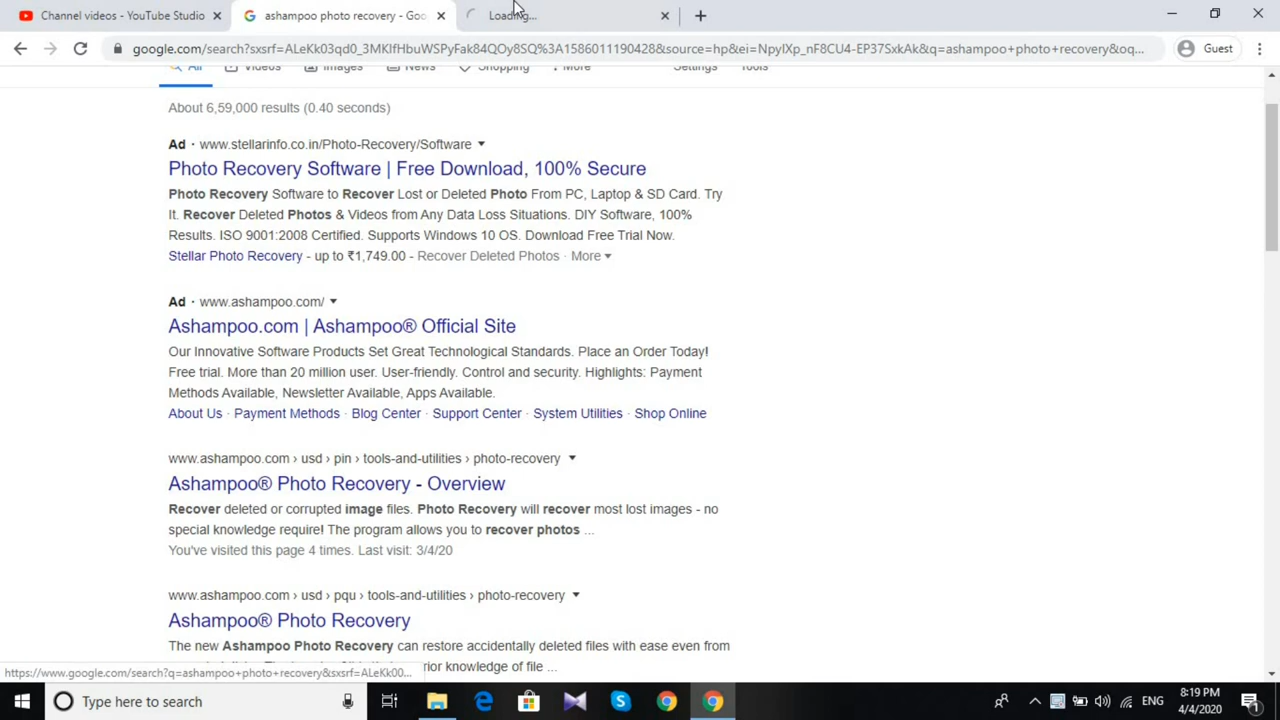 Channel videos - YouTube Studio
ashampoo photo recovery - Goo
Loading...
google.com/search?sxsrf=ALeKk03qd0_3MKIfHbuWSPyFak84QOy8SQ%3A1586011190428&source=hp&ei=NpyIXp_nF8CU4-EP37SxkAk&q=ashampoo+photo+recovery&oq...
Guest
All
Videos
Images
News
Shopping
More
Settings
Tools
About 6,59,000 results (0.40 seconds)
Ad · www.stellarinfo.co.in/Photo-Recovery/Software
Photo Recovery Software | Free Download, 100% Secure
Photo Recovery Software to Recover Lost or Deleted Photo From PC, Laptop & SD Card. Try
It. Recover Deleted Photos & Videos from Any Data Loss Situations. DIY Software, 100%
Results. ISO 9001:2008 Certified. Supports Windows 10 OS. Download Free Trial Now.
Stellar Photo Recovery - up to ₹1,749.00 - Recover Deleted Photos · More
Ad · www.ashampoo.com/
Ashampoo.com | Ashampoo® Official Site
Our Innovative Software Products Set Great Technological Standards. Place an Order Today!
Free trial. More than 20 million user. User-friendly. Control and security. Highlights: Payment
Methods Available, Newsletter Available, Apps Available.
About Us · Payment Methods · Blog Center · Support Center · System Utilities · Shop Online
www.ashampoo.com › usd › pin › tools-and-utilities › photo-recovery
Ashampoo® Photo Recovery - Overview
Recover deleted or corrupted image files. Photo Recovery will recover most lost images - no
special knowledge require! The program allows you to recover photos ...
You've visited this page 4 times. Last visit: 3/4/20
www.ashampoo.com › usd › pqu › tools-and-utilities › photo-recovery
Ashampoo® Photo Recovery
The new Ashampoo Photo Recovery can restore accidentally deleted files with ease even from
rior knowledge of file ...
https://www.google.com/search?q=ashampoo+photo+recovery&sxsrf=ALeKk00...
Type here to search
ENG
8:19 PM
4/4/2020
1